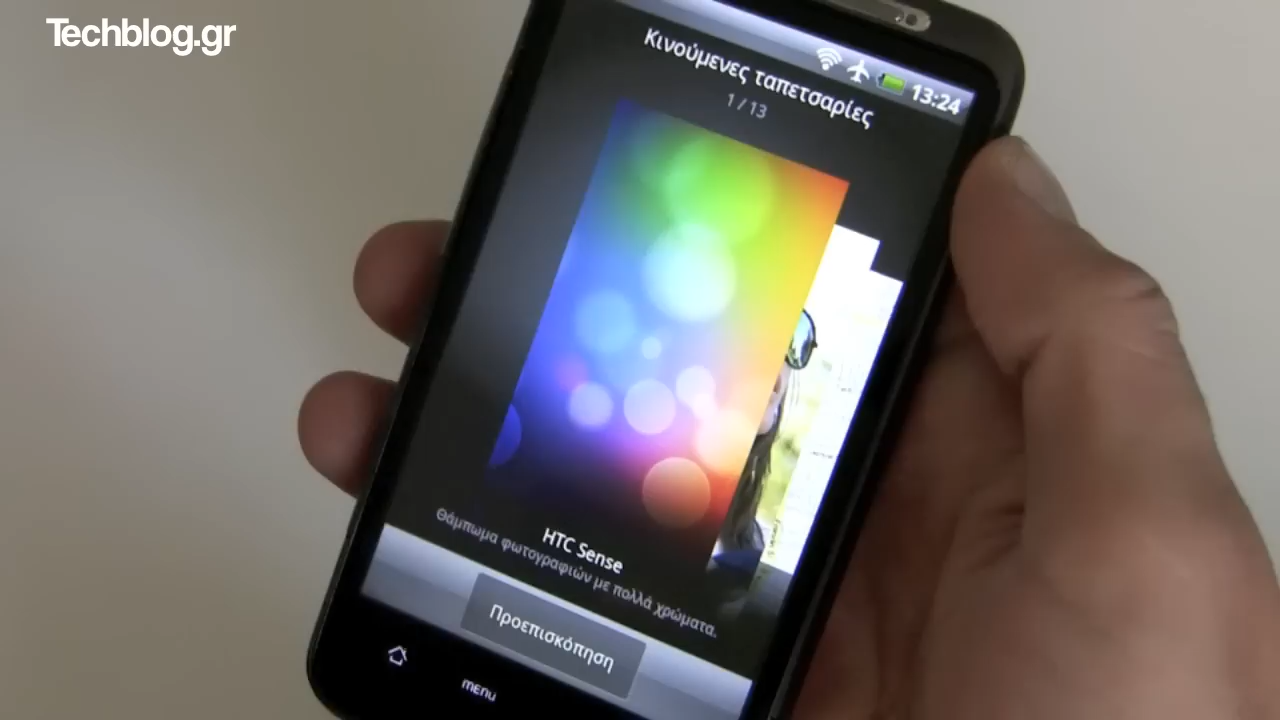 Techblog.gr
13:24
Κινούμενες ταπετσαρίες
1 / 13
HTC Sense
Θάμπωμα φωτογραφιών με πολλά χρώματα.
Προεπισκόπηση
menu